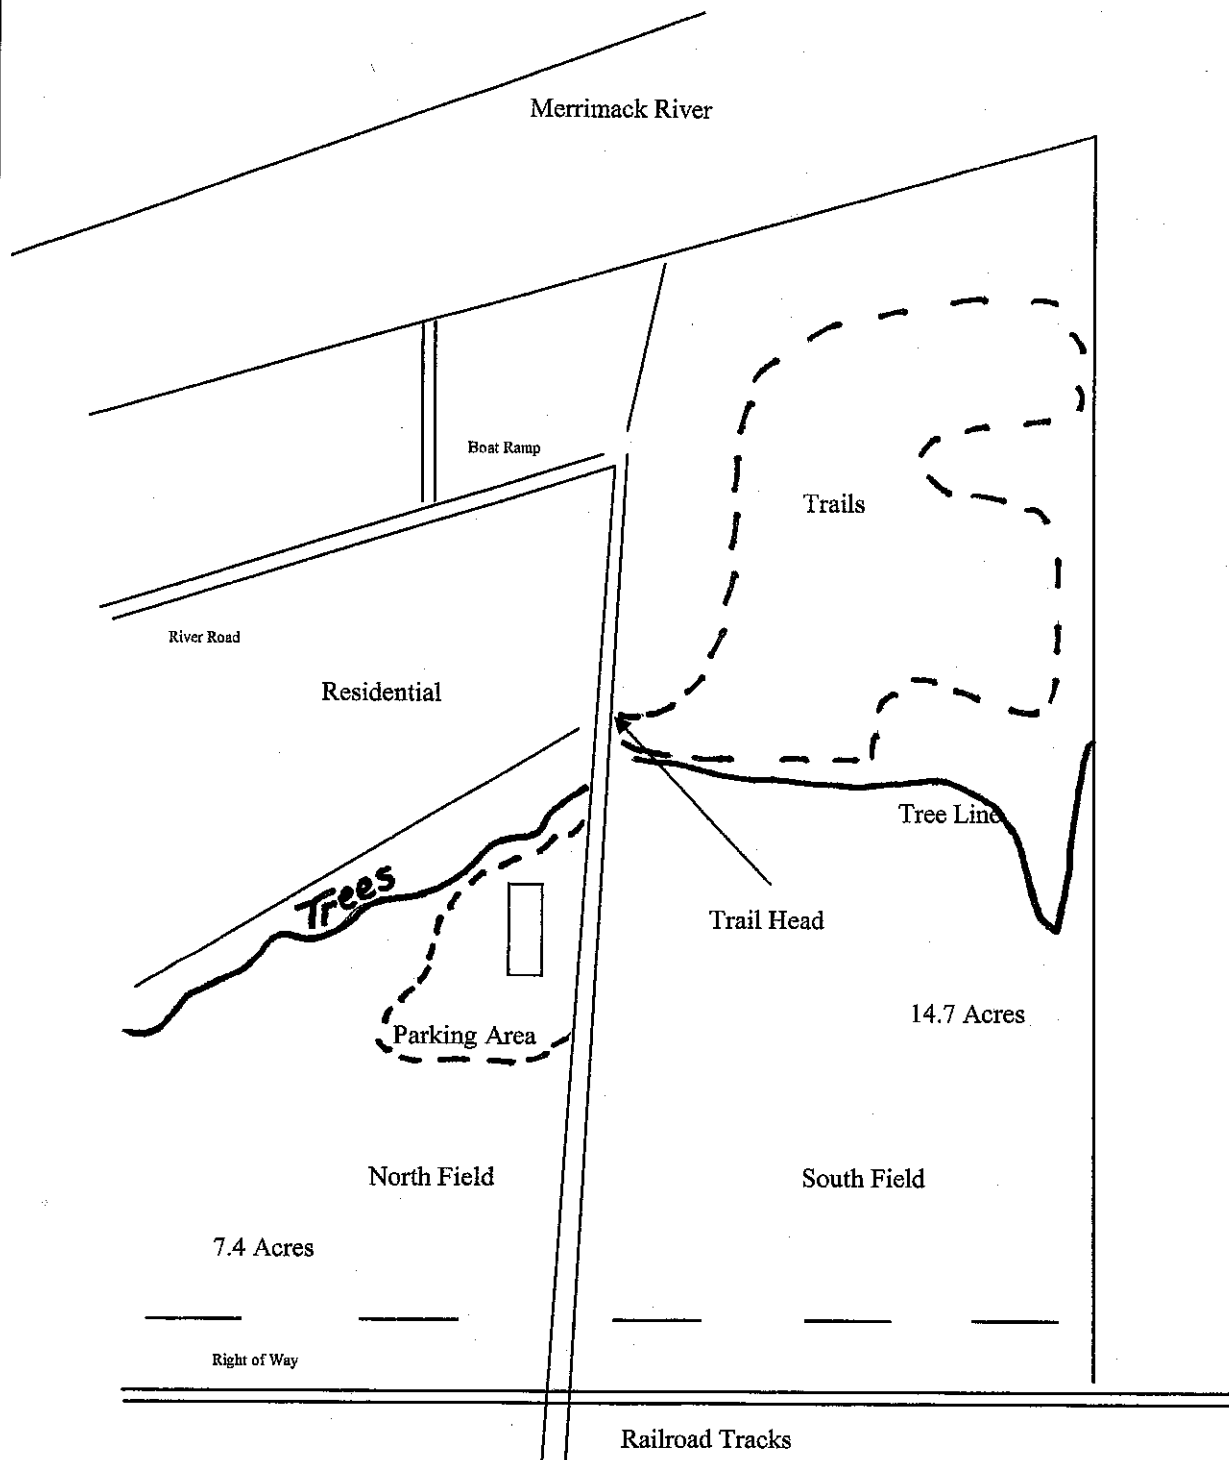 Merrimack River
Boat Ramp
Trails
River Road
Residential
Tree Line
Trees
Trail Head
14.7 Acres
Parking Area
North Field
South Field
7.4 Acres
Right of Way
Railroad Tracks